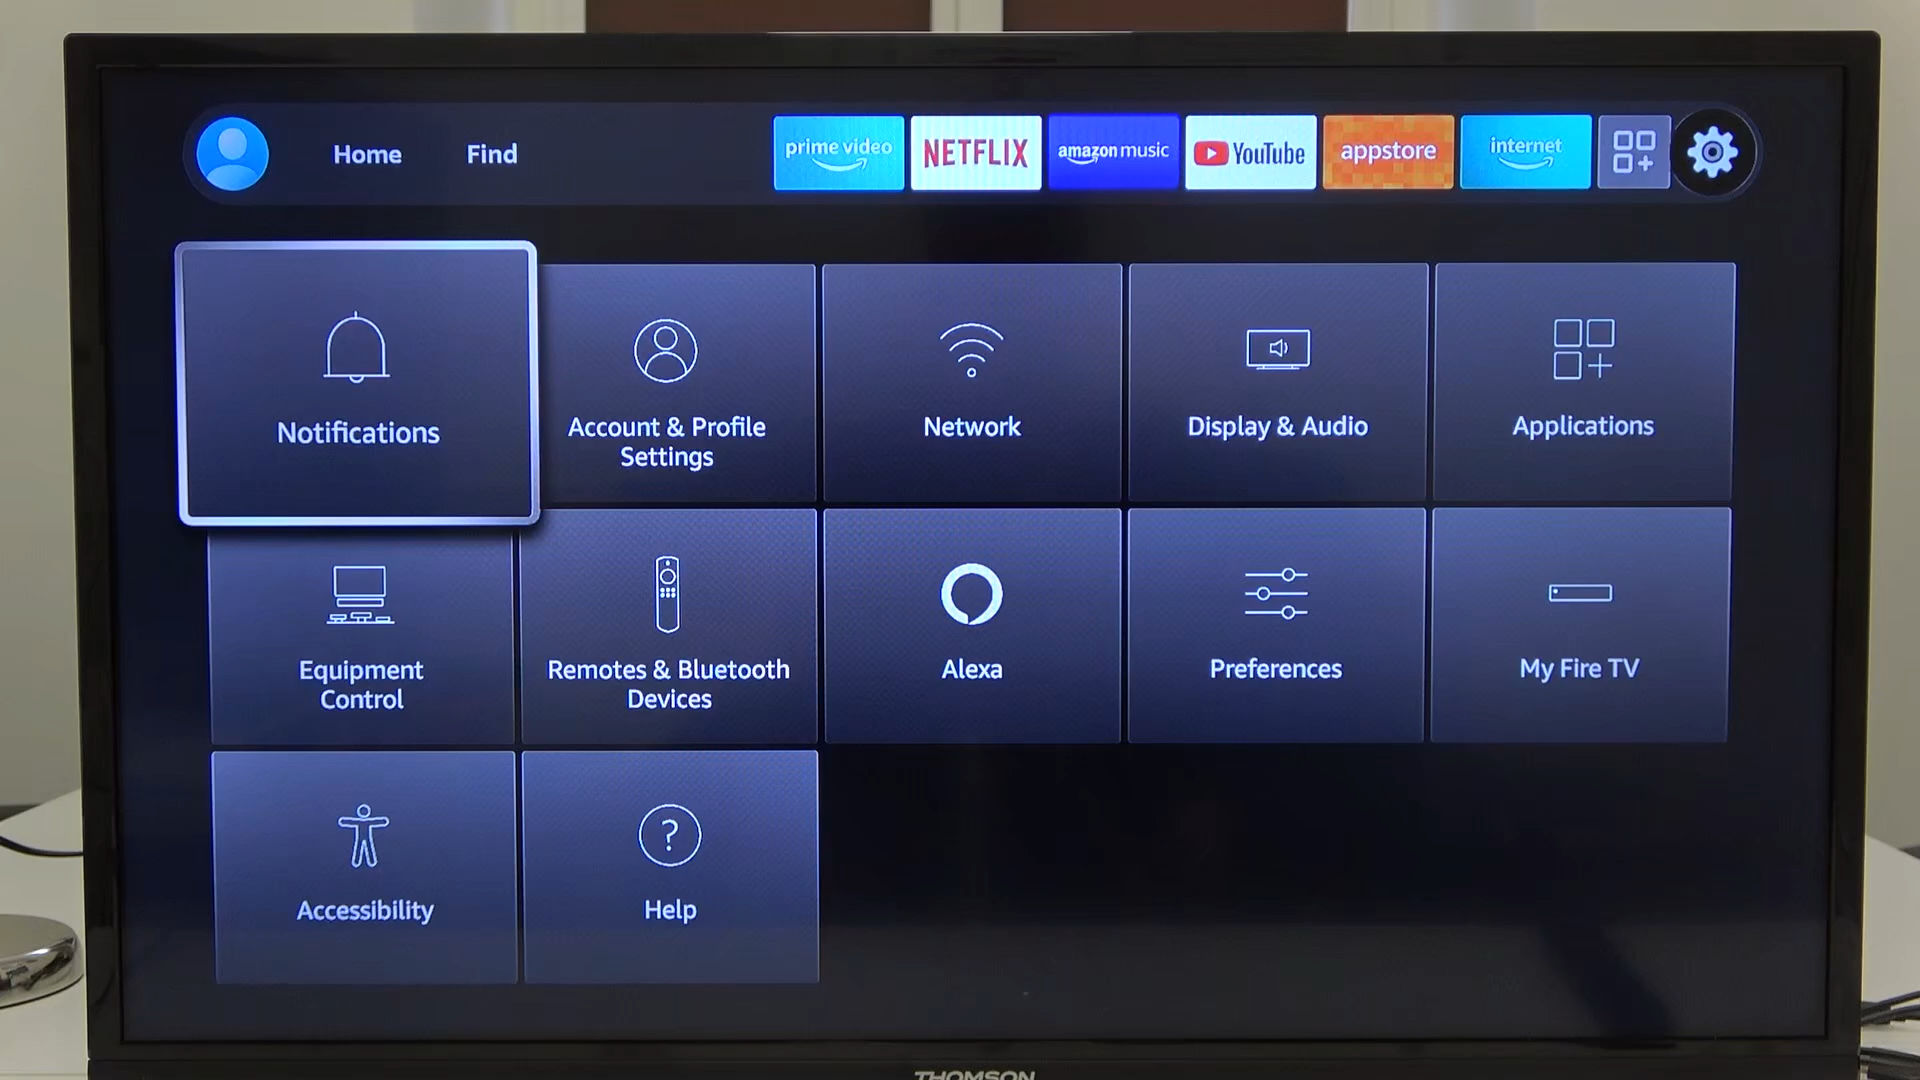 Home
Find
prime video
NETFLIX
amazon music
YouTube
appstore
internet
Notifications
Account & Profile
Settings
Network
Display & Audio
Applications
Equipment
Control
Remotes & Bluetooth
Devices
Alexa
Preferences
My Fire TV
Accessibility
?
Help
THOMSON